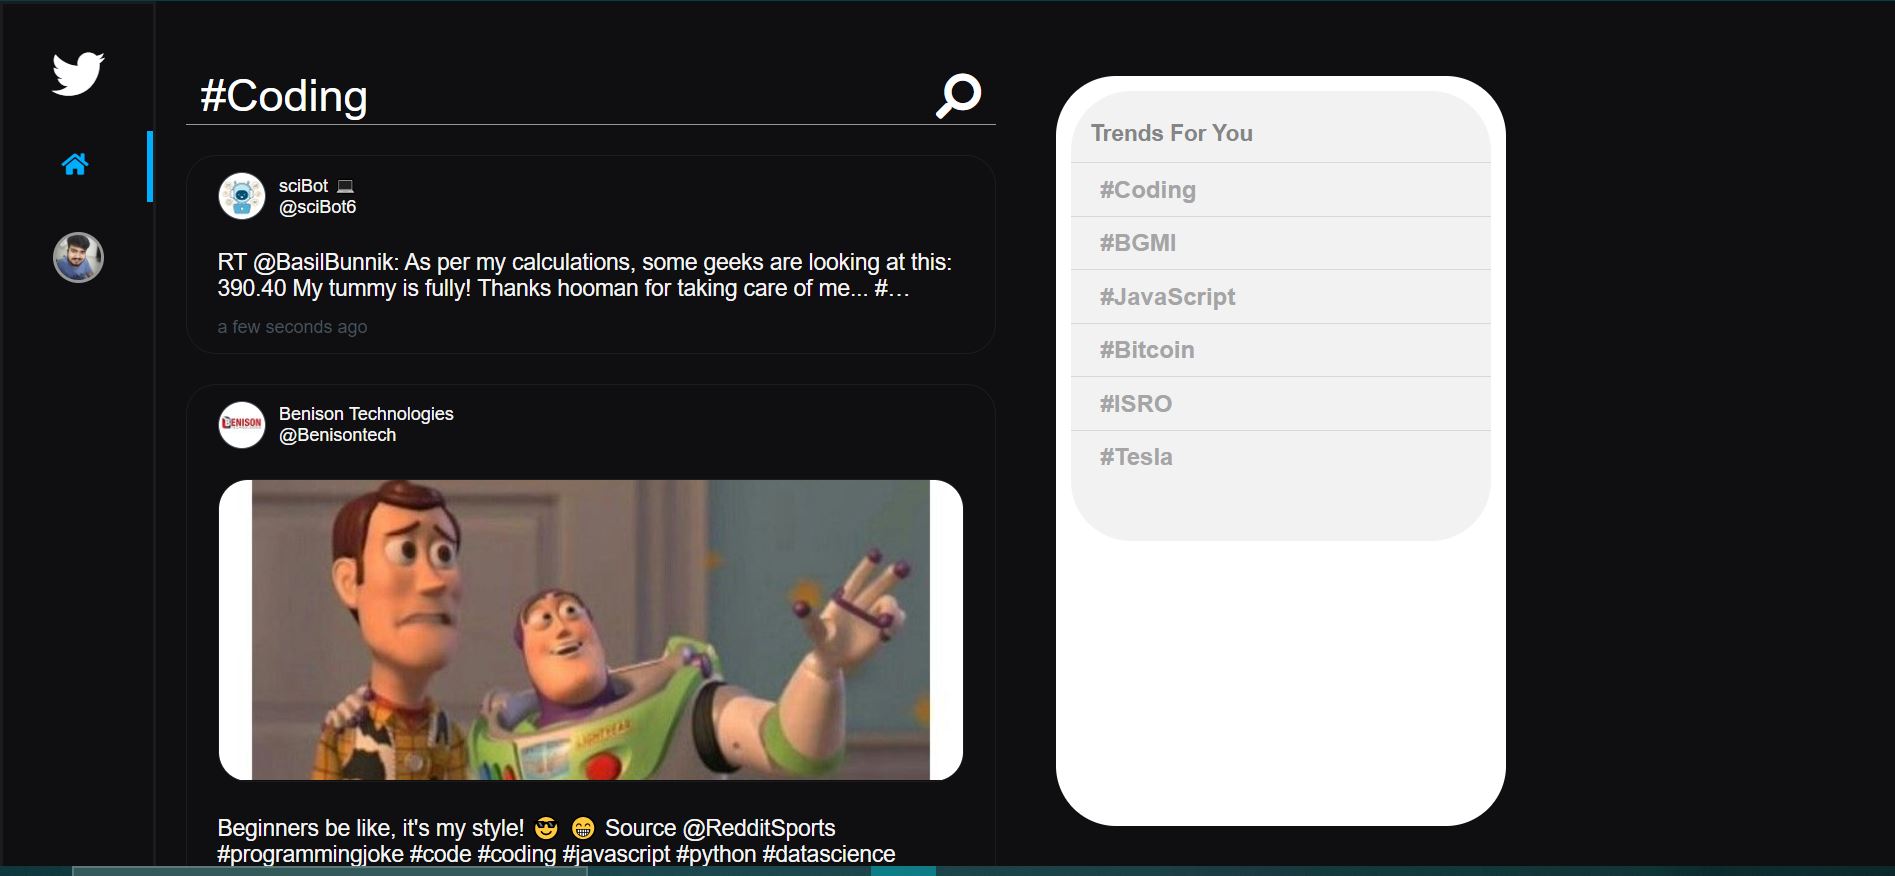 #Coding
sciBot 💻
@sciBot6
RT @BasilBunnik: As per my calculations, some geeks are looking at this:
390.40 My tummy is fully! Thanks hooman for taking care of me... #…
a few seconds ago
Benison Technologies
@Benisontech
BENISON
LIGHTYEAR
Beginners be like, it's my style! 😎 😁 Source @RedditSports
#programmingjoke #code #coding #javascript #python #datascience
Trends For You
#Coding
#BGMI
#JavaScript
#Bitcoin
#ISRO
#Tesla